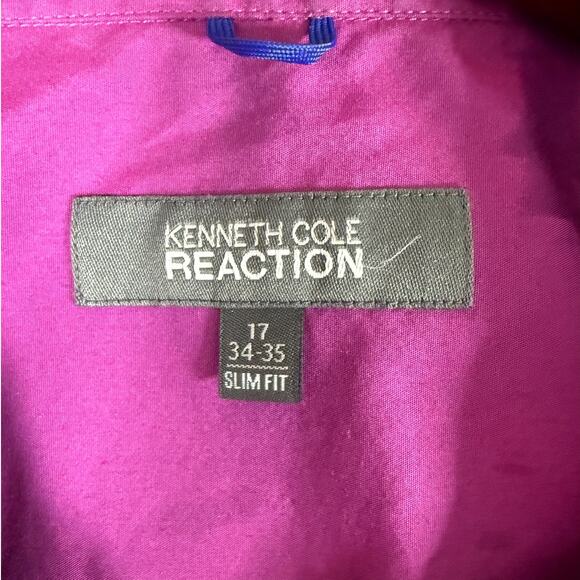 KENNETH COLE
REACTION
17
34-35
SLIM FIT